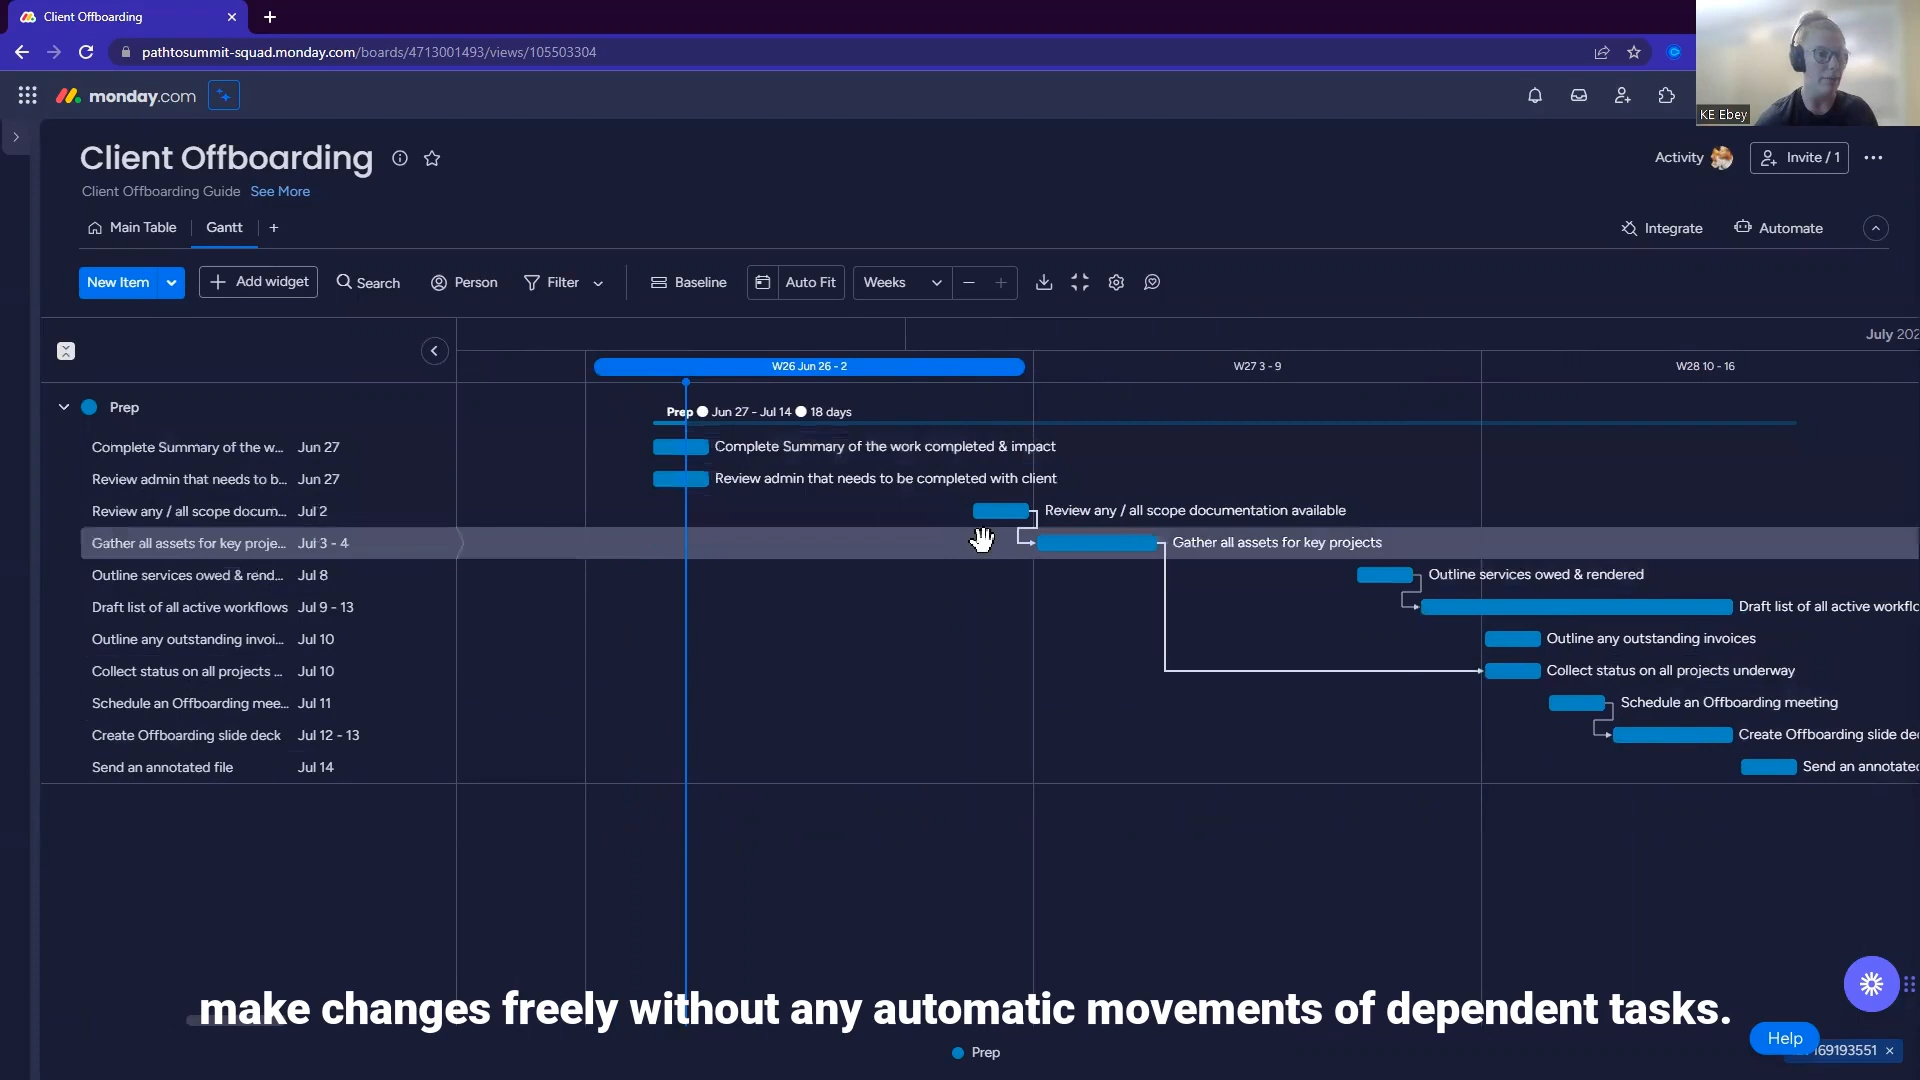 Client Offboarding
pathtosummit-squad.monday.com/boards/4713001493/views/105503304
KE Ebey
monday.com
Client Offboarding
Activity
Invite / 1
Client Offboarding Guide See More
Main Table
Gantt
Integrate
Automate
New Item
Add widget
Search
Person
Filter
Baseline
Auto Fit
Weeks
July 202
W26 Jun 26 - 2
W27 3 - 9
W28 10 - 16
Prep
Prep ● Jun 27 - Jul 14 ● 18 days
Complete Summary of the w... Jun 27
Complete Summary of the work completed & impact
Review admin that needs to b... Jun 27
Review admin that needs to be completed with client
Review any / all scope docum... Jul 2
Review any / all scope documentation available
Gather all assets for key proje... Jul 3 - 4
Gather all assets for key projects
Outline services owed & rend... Jul 8
Outline services owed & rendered
Draft list of all active workflows Jul 9 - 13
Draft list of all active workflo
Outline any outstanding invoi... Jul 10
Outline any outstanding invoices
Collect status on all projects ... Jul 10
Collect status on all projects underway
Schedule an Offboarding mee... Jul 11
Schedule an Offboarding meeting
Create Offboarding slide deck Jul 12 - 13
Create Offboarding slide de
Send an annotated file Jul 14
Send an annotated
make changes freely without any automatic movements of dependent tasks.
Help
169193551
Prep